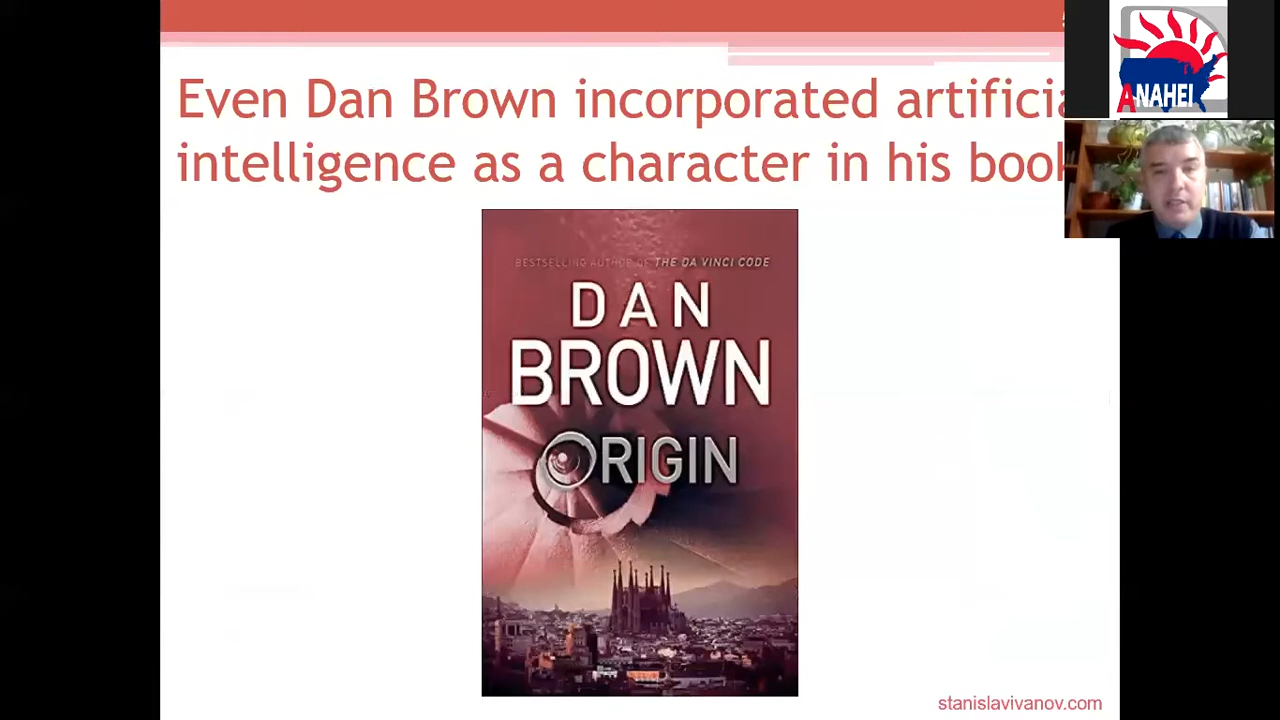 Even Dan Brown incorporated artificia
intelligence as a character in his book
BESTSELLING AUTHOR OF THE DA VINCI CODE
DAN
BROWN
ORIGIN
ANAHEI
stanislavivanov.com